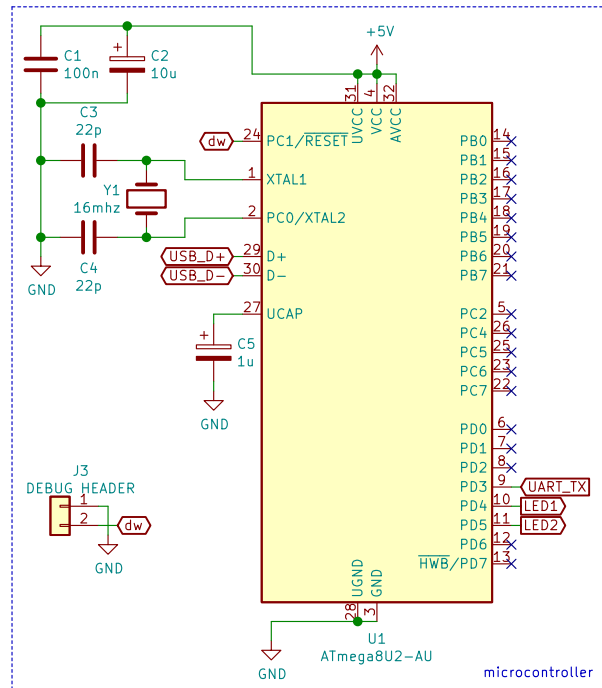 +5V
C1
100n
C2
10u
C3
22p
Y1
16mhz
C4
22p
GND
dw
USB_D+
USB_D-
C5
1u
GND
31
4
32
UVCC
VCC
AVCC
24 PC1/RESET
1 XTAL1
2 PC0/XTAL2
29 D+
30 D-
27 UCAP
PB0 14
PB1 15
PB2 16
PB3 17
PB4 18
PB5 19
PB6 20
PB7 21
PC2 5
PC4 26
PC5 25
PC6 23
PC7 22
PD0 6
PD1 7
PD2 8
PD3 9 UART_TX
PD4 10 LED1
PD5 11 LED2
PD6 12
HWB/PD7 13
UGND
GND
28
3
J3
DEBUG HEADER
1
2
dw
GND
GND
U1
ATmega8U2-AU
microcontroller